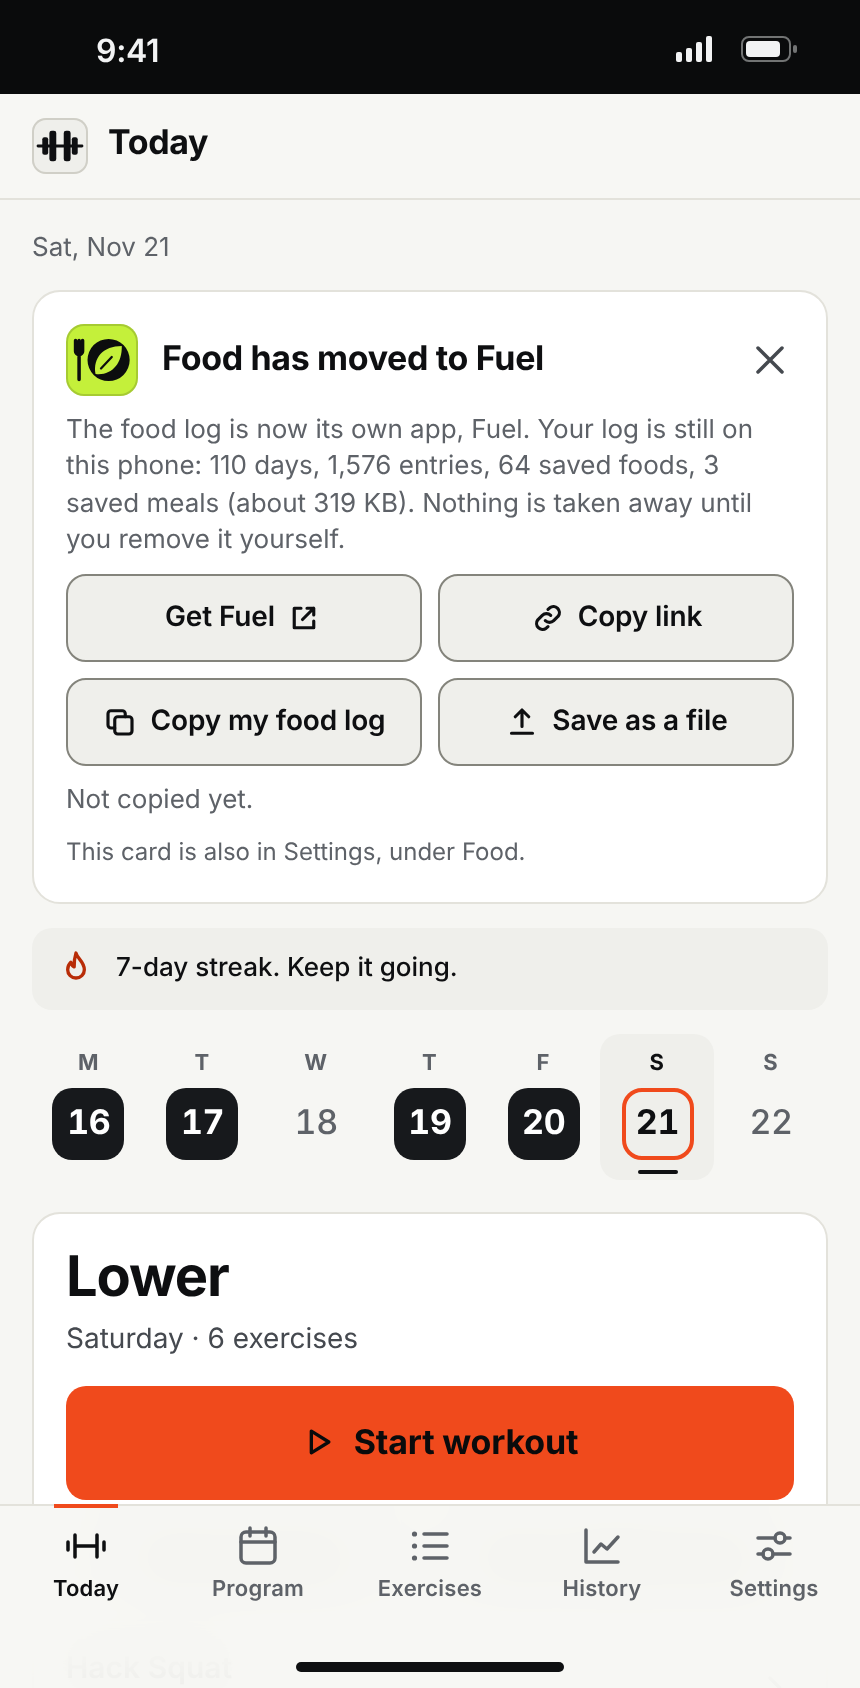 9:41
Today
Sat, Nov 21
Food has moved to Fuel
The food log is now its own app, Fuel. Your log is still on
this phone: 110 days, 1,576 entries, 64 saved foods, 3
saved meals (about 319 KB). Nothing is taken away until
you remove it yourself.
Get Fuel
Copy link
Copy my food log
Save as a file
Not copied yet.
This card is also in Settings, under Food.
7-day streak. Keep it going.
M T W T F S S
16 17 18 19 20 21 22
Lower
Saturday · 6 exercises
Start workout
Today Program Exercises History Settings
Hack Squat